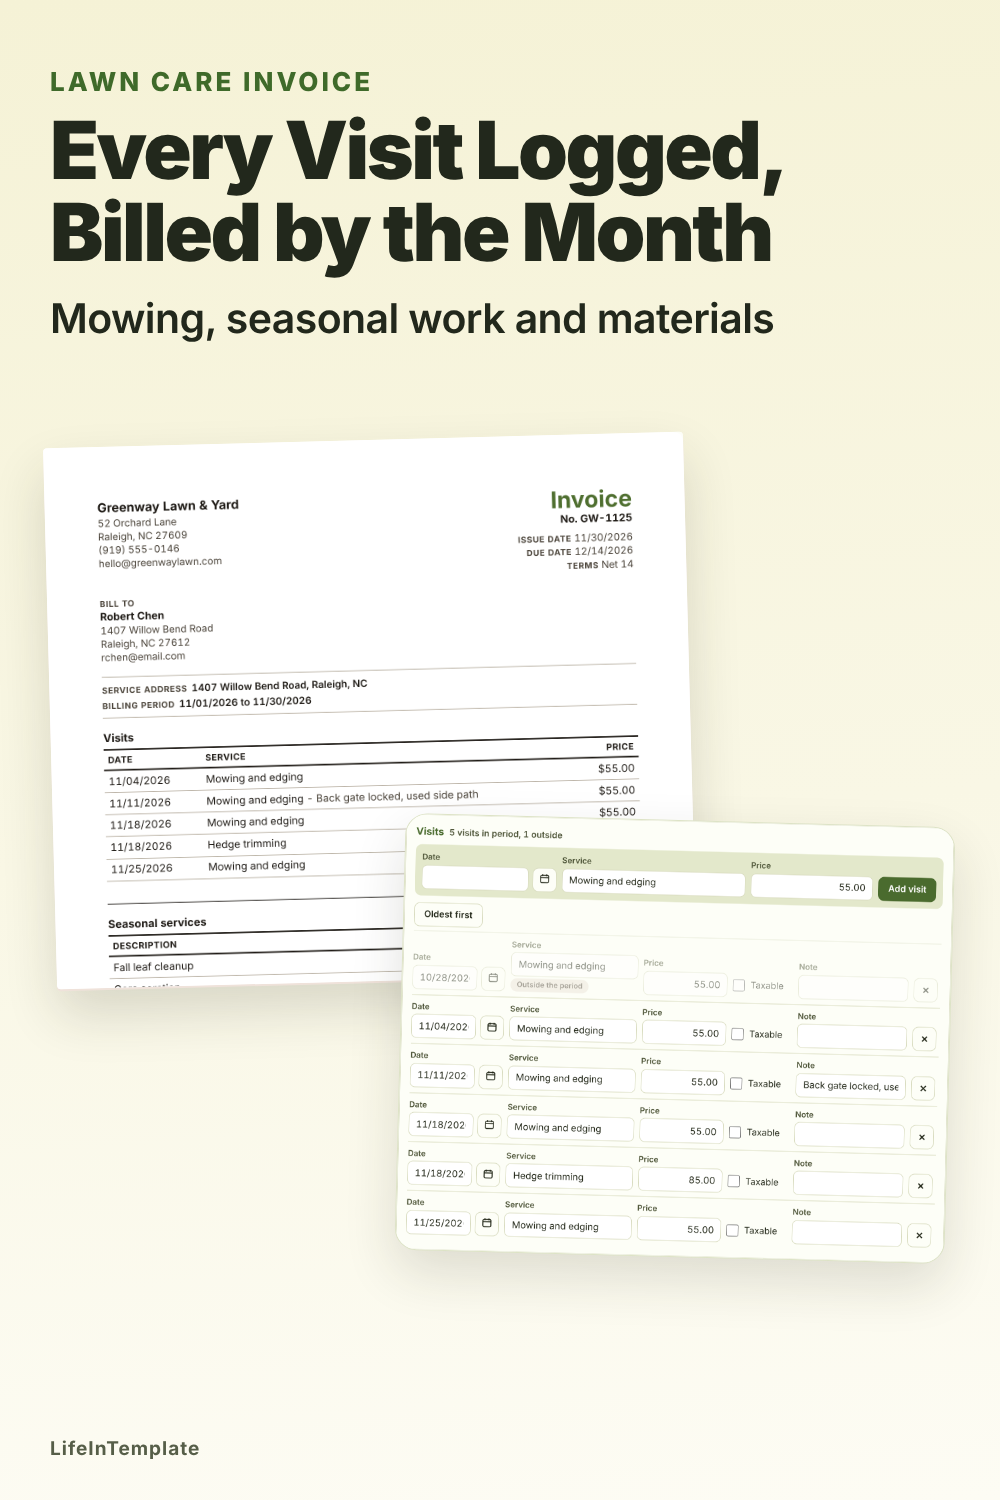 LAWN CARE INVOICE
Every Visit Logged,
Billed by the Month
Mowing, seasonal work and materials
Greenway Lawn & Yard
52 Orchard Lane
Raleigh, NC 27609
(919) 555-0146
hello@greenwaylawn.com
Invoice
No. GW-1125
ISSUE DATE 11/30/2026
DUE DATE 12/14/2026
TERMS Net 14
BILL TO
Robert Chen
1407 Willow Bend Road
Raleigh, NC 27612
rchen@email.com
SERVICE ADDRESS 1407 Willow Bend Road, Raleigh, NC
BILLING PERIOD 11/01/2026 to 11/30/2026
Visits
DATE SERVICE PRICE
11/04/2026 Mowing and edging $55.00
11/11/2026 Mowing and edging - Back gate locked, used side path $55.00
11/18/2026 Mowing and edging $55.00
11/18/2026 Hedge trimming
11/25/2026 Mowing and edging
Seasonal services
DESCRIPTION
Fall leaf cleanup
Visits 5 visits in period, 1 outside
Date Service Price
Mowing and edging 55.00 Add visit
Oldest first
Date Service Price Note
10/28/202 Mowing and edging 55.00 Taxable ×
Outside the period
Date Service Price Note
11/04/202 Mowing and edging 55.00 Taxable ×
Date Service Price Note
11/11/202 Mowing and edging 55.00 Taxable Back gate locked, use ×
Date Service Price Note
11/18/202 Mowing and edging 55.00 Taxable ×
Date Service Price Note
11/18/202 Hedge trimming 85.00 Taxable ×
Date Service Price Note
11/25/202 Mowing and edging 55.00 Taxable ×
LifeInTemplate